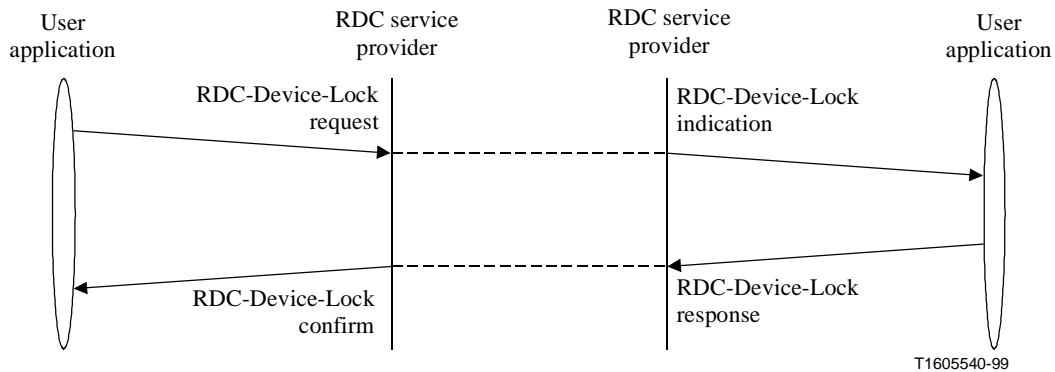 User
application
RDC service
provider
RDC service
provider
User
application
RDC-Device-Lock
request
RDC-Device-Lock
indication
RDC-Device-Lock
confirm
RDC-Device-Lock
response
T1605540-99